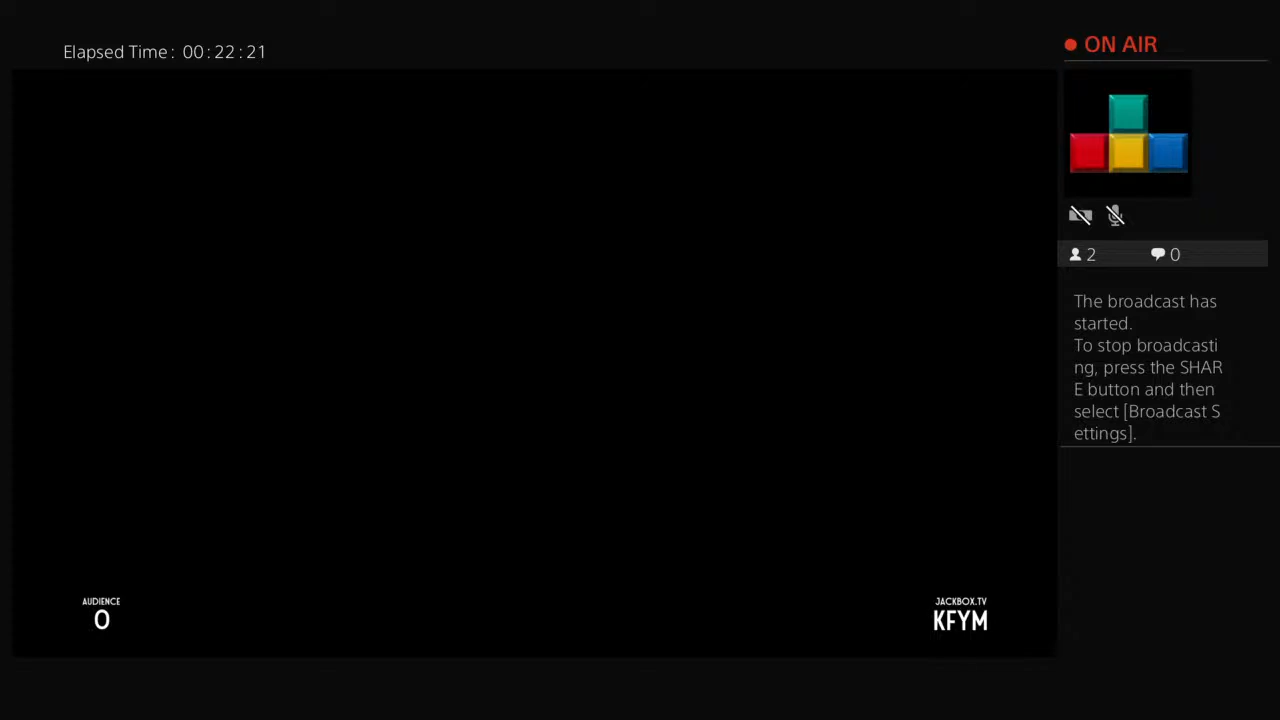 Elapsed Time: 00:22:21
ON AIR
2
0
The broadcast has
started.
To stop broadcasti
ng, press the SHAR
E button and then
select [Broadcast S
ettings].
AUDIENCE
0
JACKBOX.TV
KFYM